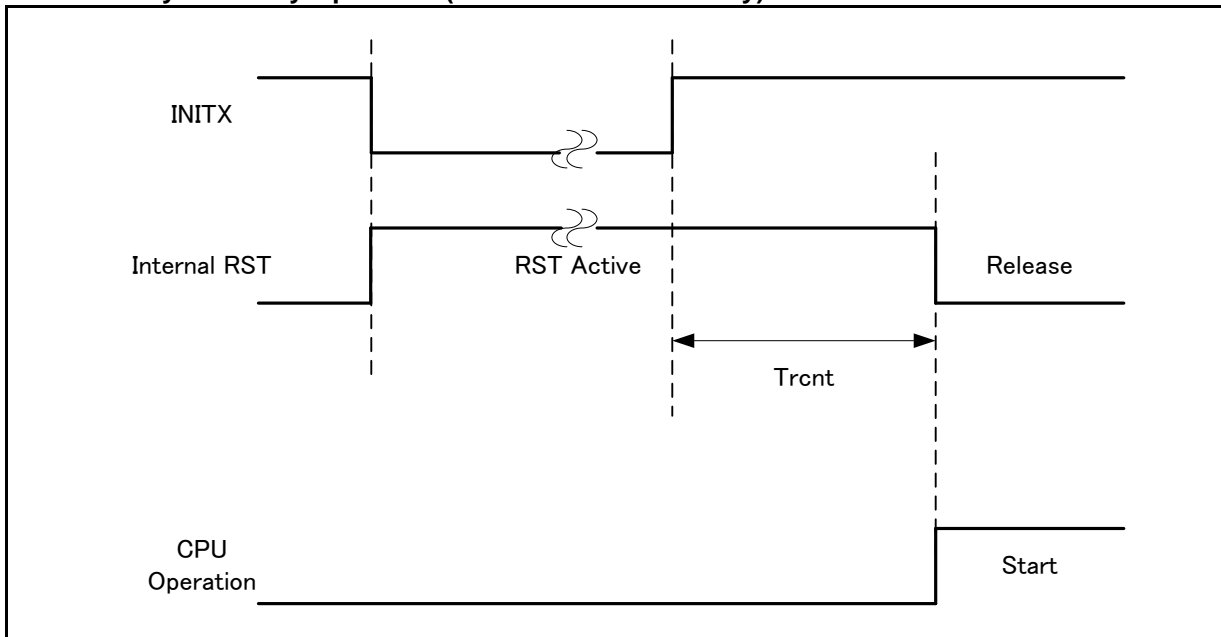 INITX
Internal RST
RST Active
Release
Trcnt
CPU
Operation
Start